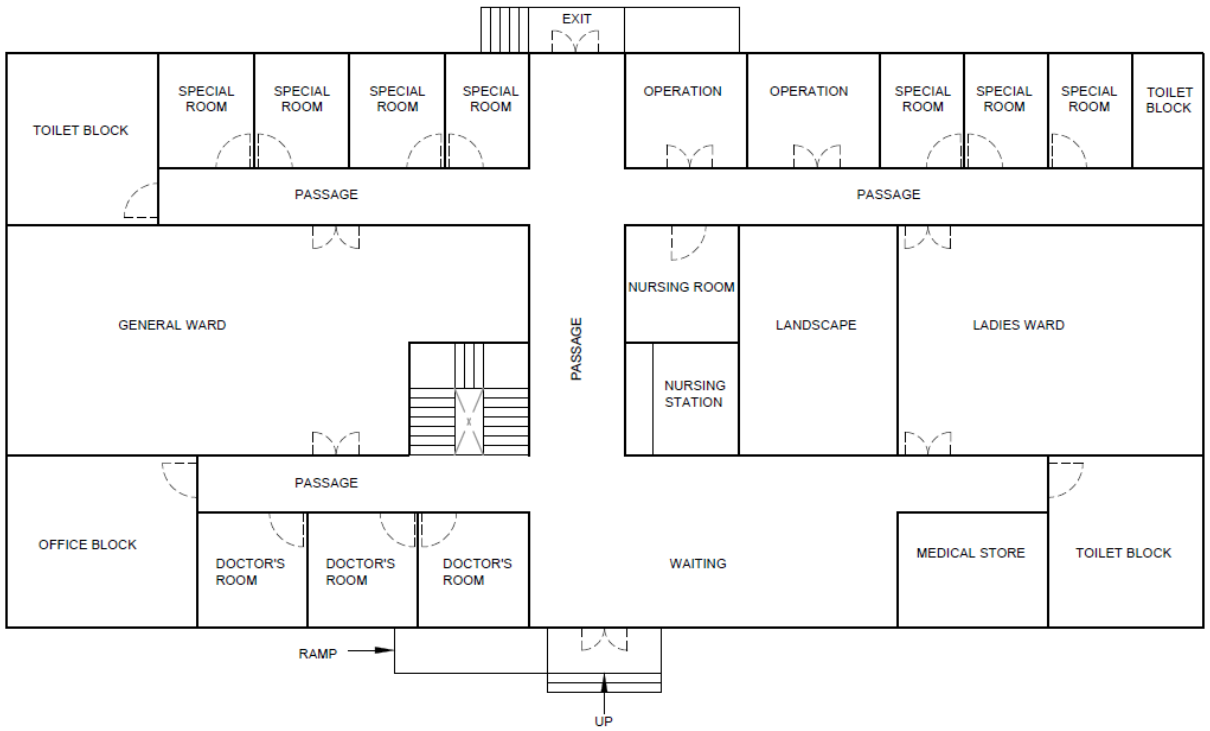 EXIT
SPECIAL
ROOM
SPECIAL
ROOM
SPECIAL
ROOM
SPECIAL
ROOM
OPERATION
OPERATION
SPECIAL
ROOM
SPECIAL
ROOM
SPECIAL
ROOM
TOILET
BLOCK
TOILET BLOCK
PASSAGE
PASSAGE
NURSING ROOM
GENERAL WARD
PASSAGE
LANDSCAPE
LADIES WARD
NURSING
STATION
PASSAGE
OFFICE BLOCK
DOCTOR'S
ROOM
DOCTOR'S
ROOM
DOCTOR'S
ROOM
WAITING
MEDICAL STORE
TOILET BLOCK
RAMP
UP